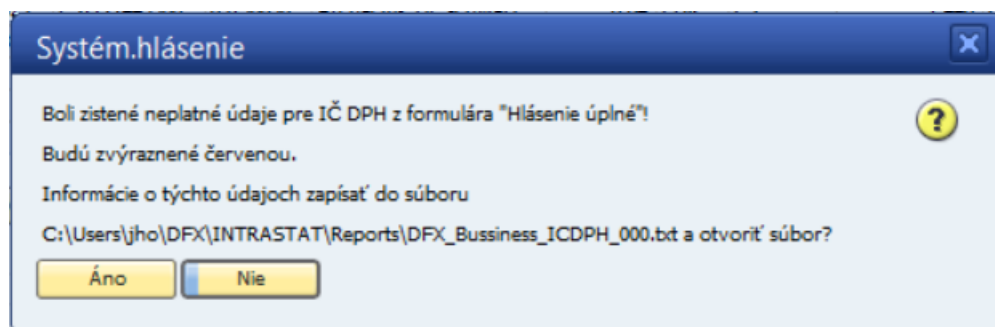 Systém.hlásenie
Boli zistené neplatné údaje pre IČ DPH z formulára "Hlásenie úplné"!
Budú zvýraznené červenou.
Informácie o týchto údajoch zapísať do súboru
C:\Users\jho\DFX\INTRASTAT\Reports\DFX_Bussiness_ICDPH_000.txt a otvoriť súbor?
Áno
Nie